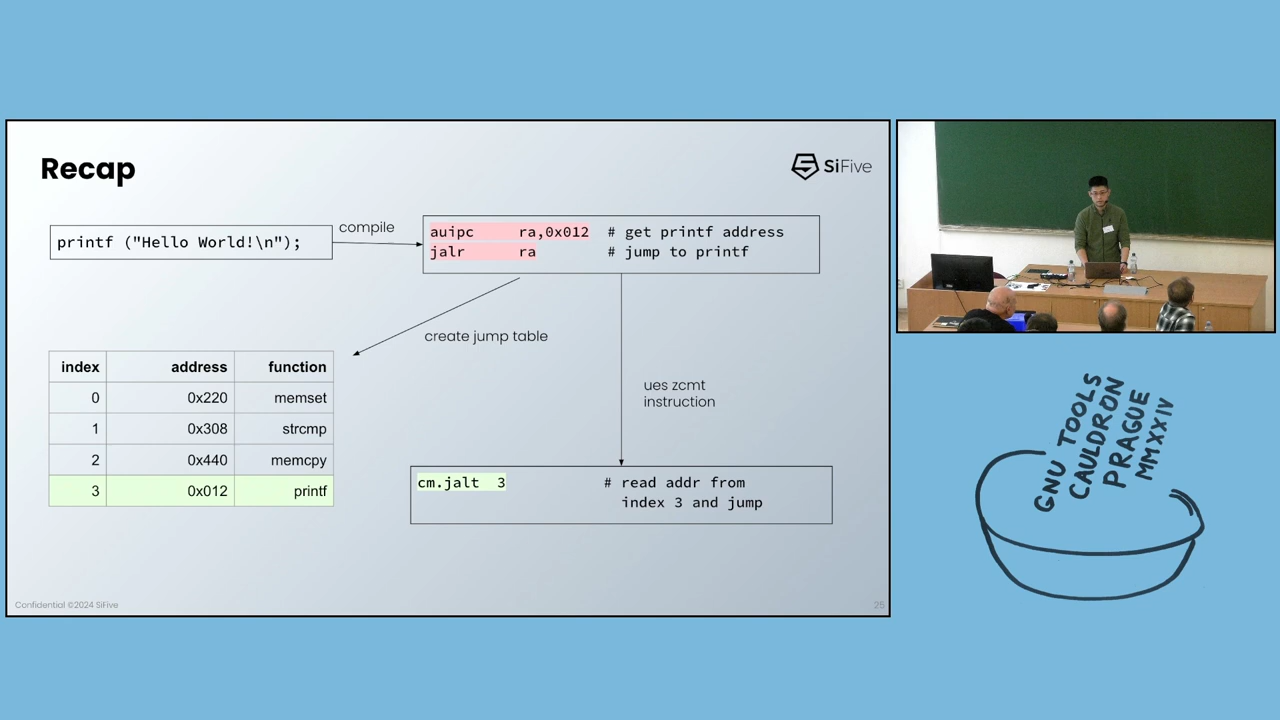 Recap
SiFive
printf ("Hello World!\n");
compile
auipc ra,0x012 # get printf address
jalr ra # jump to printf
create jump table
index address function
0 0x220 memset
1 0x308 strcmp
2 0x440 memcpy
3 0x012 printf
ues zcmt
instruction
cm.jalt 3 # read addr from
index 3 and jump
Confidential ©2024 SiFive
25
GNU TOOLS
CAULDRON
PRAGUE
MMXXIV